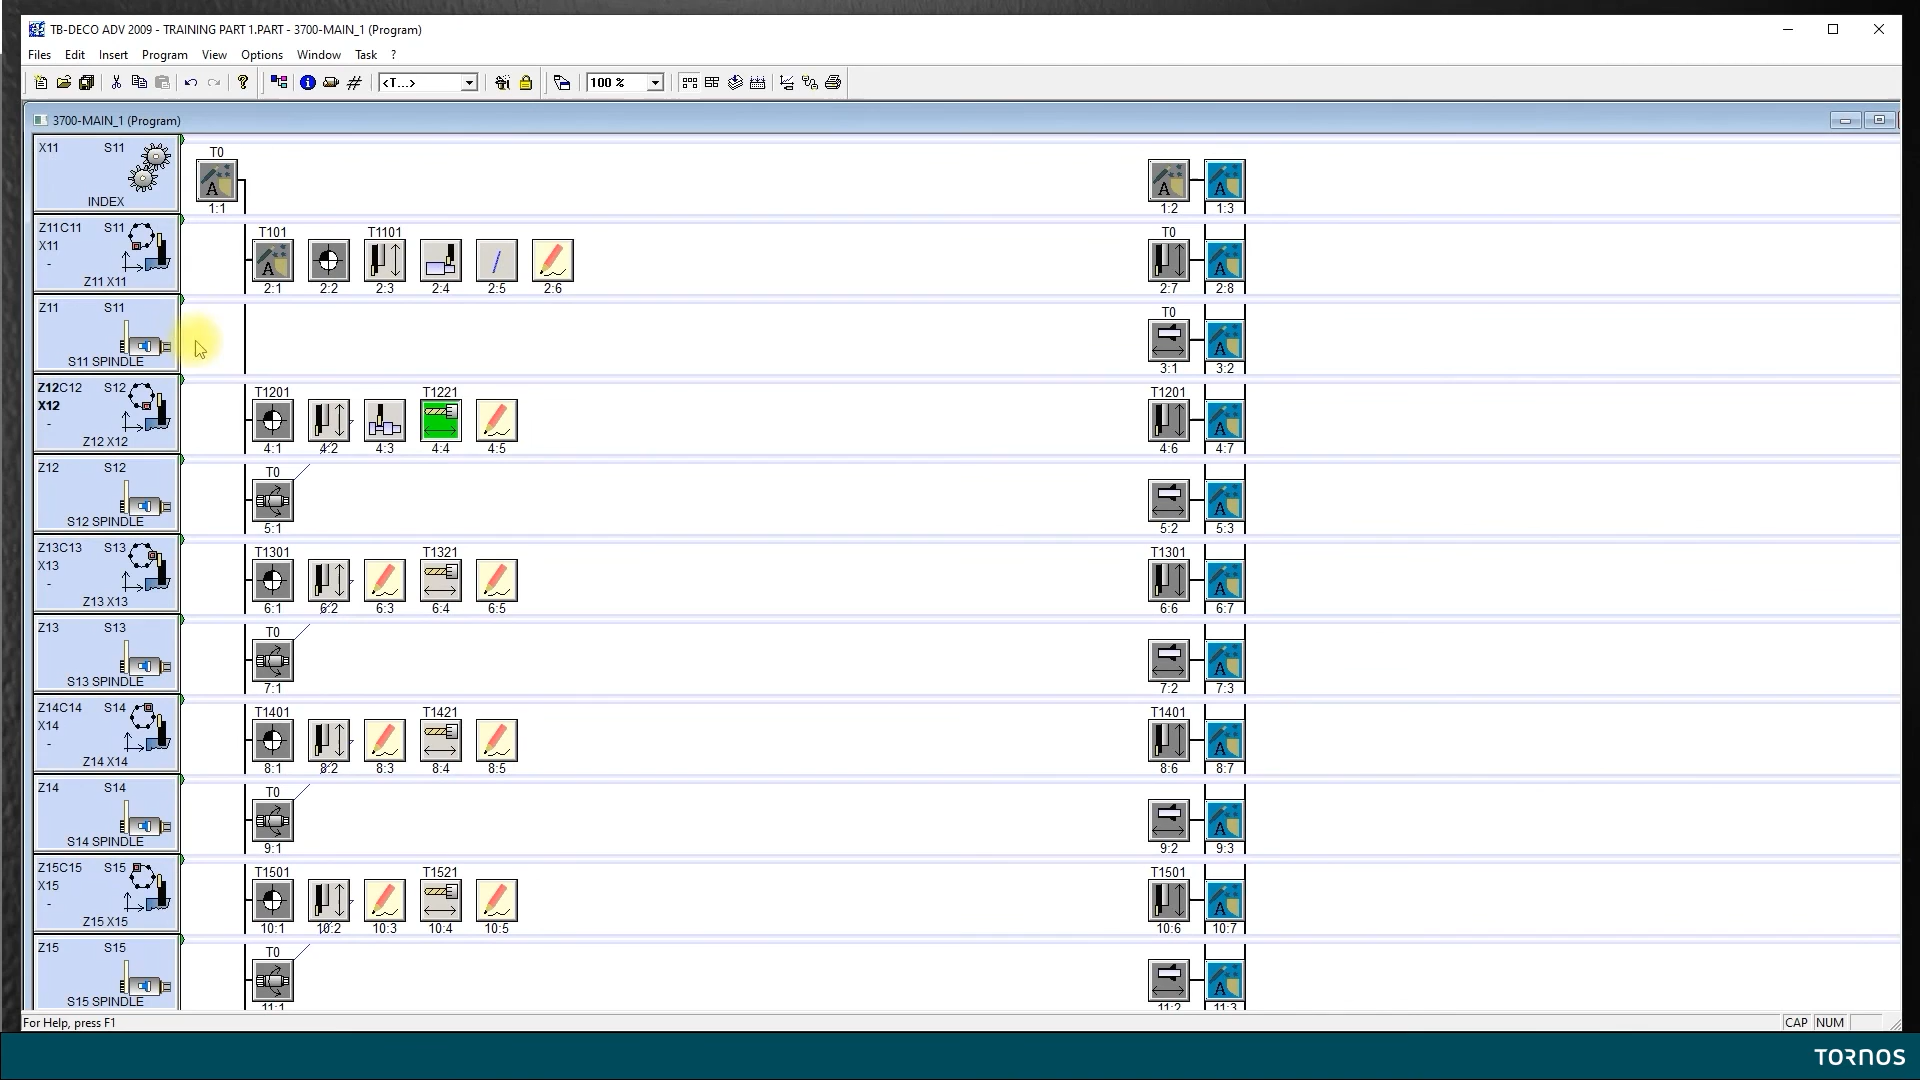 TB-DECO ADV 2009 - TRAINING PART 1.PART - 3700-MAIN_1 (Program)
Files Edit Insert Program View Options Window Task ?
<T...> 100 %
3700-MAIN_1 (Program)
X11 S11
INDEX
T0
A A A
1:1 1:2 1:3
Z11C11 S11
X11
-
Z11 X11
T101 T1101 T0
A A
2:1 2:2 2:3 2:4 2:5 2:6 2:7 2:8
Z11 S11
S11 SPINDLE
T0
A
3:1 3:2
Z12C12 S12
X12
-
Z12 X12
T1201 T1221 T1201
A
4:1 4:2 4:3 4:4 4:5 4:6 4:7
Z12 S12
S12 SPINDLE
T0
A
5:1 5:2 5:3
Z13C13 S13
X13
-
Z13 X13
T1301 T1321 T1301
A
6:1 6:2 6:3 6:4 6:5 6:6 6:7
Z13 S13
S13 SPINDLE
T0
A
7:1 7:2 7:3
Z14C14 S14
X14
-
Z14 X14
T1401 T1421 T1401
A
8:1 8:2 8:3 8:4 8:5 8:6 8:7
Z14 S14
S14 SPINDLE
T0
A
9:1 9:2 9:3
Z15C15 S15
X15
-
Z15 X15
T1501 T1521 T1501
A
10:1 10:2 10:3 10:4 10:5 10:6 10:7
Z15 S15
S15 SPINDLE
T0
A
11:1 11:2 11:3
For Help, press F1 CAP NUM
TORNOS